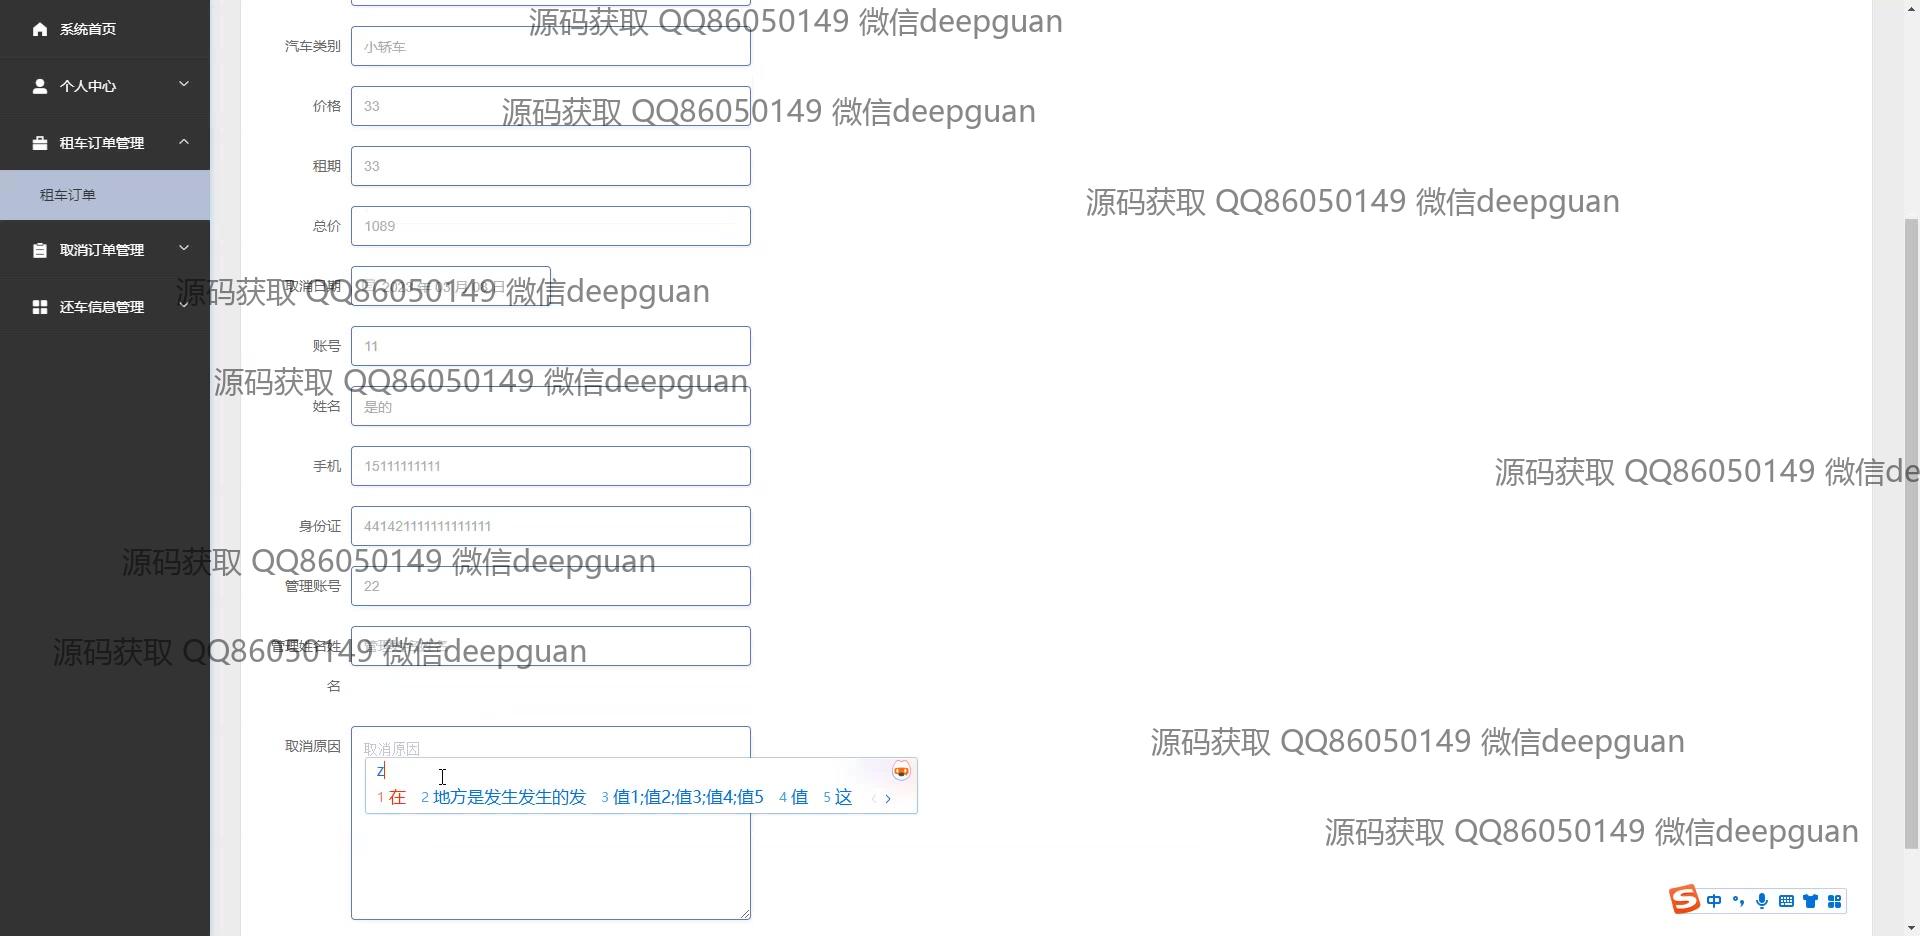 系统首页
个人中心
租车订单管理
租车订单
取消订单管理
还车信息管理
源码获取 QQ86050149 微信deepguan
汽车类别 小轿车
价格 33
源码获取 QQ86050149 微信deepguan
租期 33
源码获取 QQ86050149 微信deepguan
总价 1089
取消日期
源码获取 QQ86050149 微信deepguan
账号 11
源码获取 QQ86050149 微信deepguan
姓名 是的
手机 15111111111
源码获取 QQ86050149 微信de
身份证 441421111111111111
源码获取 QQ86050149 微信deepguan
管理账号 22
管理姓名姓
名
源码获取 QQ86050149 微信deepguan
取消原因 取消原因
源码获取 QQ86050149 微信deepguan
z
1 在 2 地方是发生发生的发 3 值1;值2;值3;值4;值5 4 值 5 这
源码获取 QQ86050149 微信deepguan
中